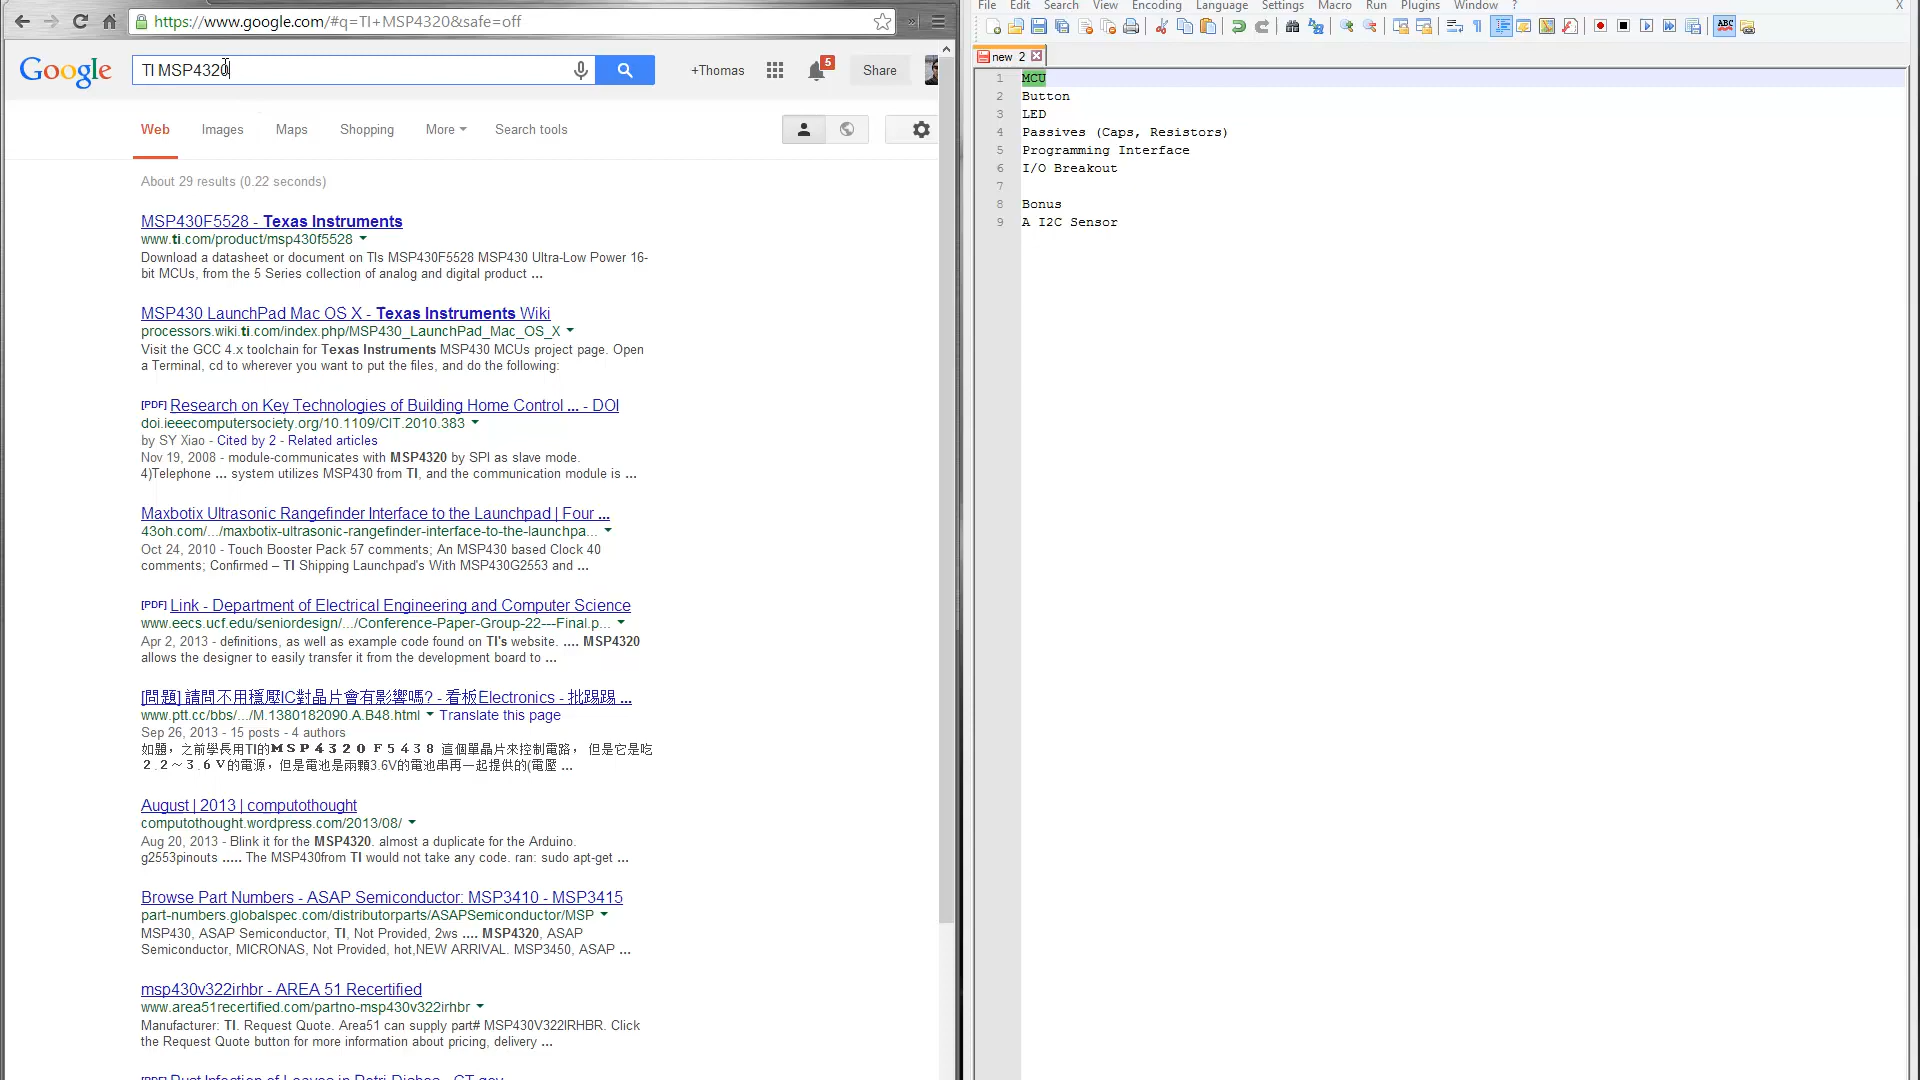 https://www.google.com/#q=TI+MSP4320&safe=off
Google
TI MSP4320
+Thomas
5
Share
Web
Images
Maps
Shopping
More
Search tools
About 29 results (0.22 seconds)
MSP430F5528 - Texas Instruments
www.ti.com/product/msp430f5528
Download a datasheet or document on TIs MSP430F5528 MSP430 Ultra-Low Power 16-
bit MCUs, from the 5 Series collection of analog and digital product ...
MSP430 LaunchPad Mac OS X - Texas Instruments Wiki
processors.wiki.ti.com/index.php/MSP430_LaunchPad_Mac_OS_X
Visit the GCC 4.x toolchain for Texas Instruments MSP430 MCUs project page. Open
a Terminal, cd to wherever you want to put the files, and do the following:
[PDF] Research on Key Technologies of Building Home Control ... - DOI
doi.ieeecomputersociety.org/10.1109/CIT.2010.383
by SY Xiao - Cited by 2 - Related articles
Nov 19, 2008 - module-communicates with MSP4320 by SPI as slave mode.
4)Telephone ... system utilizes MSP430 from TI, and the communication module is ...
Maxbotix Ultrasonic Rangefinder Interface to the Launchpad | Four ...
43oh.com/.../maxbotix-ultrasonic-rangefinder-interface-to-the-launchpa...
Oct 24, 2010 - Touch Booster Pack 57 comments; An MSP430 based Clock 40
comments; Confirmed – TI Shipping Launchpad's With MSP430G2553 and ...
[PDF] Link - Department of Electrical Engineering and Computer Science
www.eecs.ucf.edu/seniordesign/.../Conference-Paper-Group-22---Final.p...
Apr 2, 2013 - definitions, as well as example code found on TI's website. .... MSP4320
allows the designer to easily transfer it from the development board to ...
[問題] 請問不用穩壓IC對晶片會有影響嗎? - 看板Electronics - 批踢踢 ...
www.ptt.cc/bbs/.../M.1380182090.A.B48.html Translate this page
Sep 26, 2013 - 15 posts - 4 authors
如題，之前學長用TI的ＭＳＰ４３２０Ｆ５４３８ 這個單晶片來控制電路， 但是它是吃
２.２～３.６Ｖ的電源，但是電池是兩顆3.6V的電池串再一起提供的(電壓 ...
August | 2013 | computothought
computothought.wordpress.com/2013/08/
Aug 20, 2013 - Blink it for the MSP4320. almost a duplicate for the Arduino.
g2553pinouts ..... The MSP430from TI would not take any code. ran: sudo apt-get ...
Browse Part Numbers - ASAP Semiconductor: MSP3410 - MSP3415
part-numbers.globalspec.com/distributorparts/ASAPSemiconductor/MSP
MSP430, ASAP Semiconductor, TI, Not Provided, 2ws .... MSP4320, ASAP
Semiconductor, MICRONAS, Not Provided, hot,NEW ARRIVAL. MSP3450, ASAP ...
msp430v322irhbr - AREA 51 Recertified
www.area51recertified.com/partno-msp430v322irhbr
Manufacturer: TI. Request Quote. Area51 can supply part# MSP430V322IRHBR. Click
the Request Quote button for more information about pricing, delivery ...
[PDF] Rust Infection of Leaves in Petri Dishes - CT.gov
File Edit Search View Encoding Language Settings Macro Run Plugins Window ? X
ABC
new 2
1 MCU
2 Button
3 LED
4 Passives (Caps, Resistors)
5 Programming Interface
6 I/O Breakout
7
8 Bonus
9 A I2C Sensor